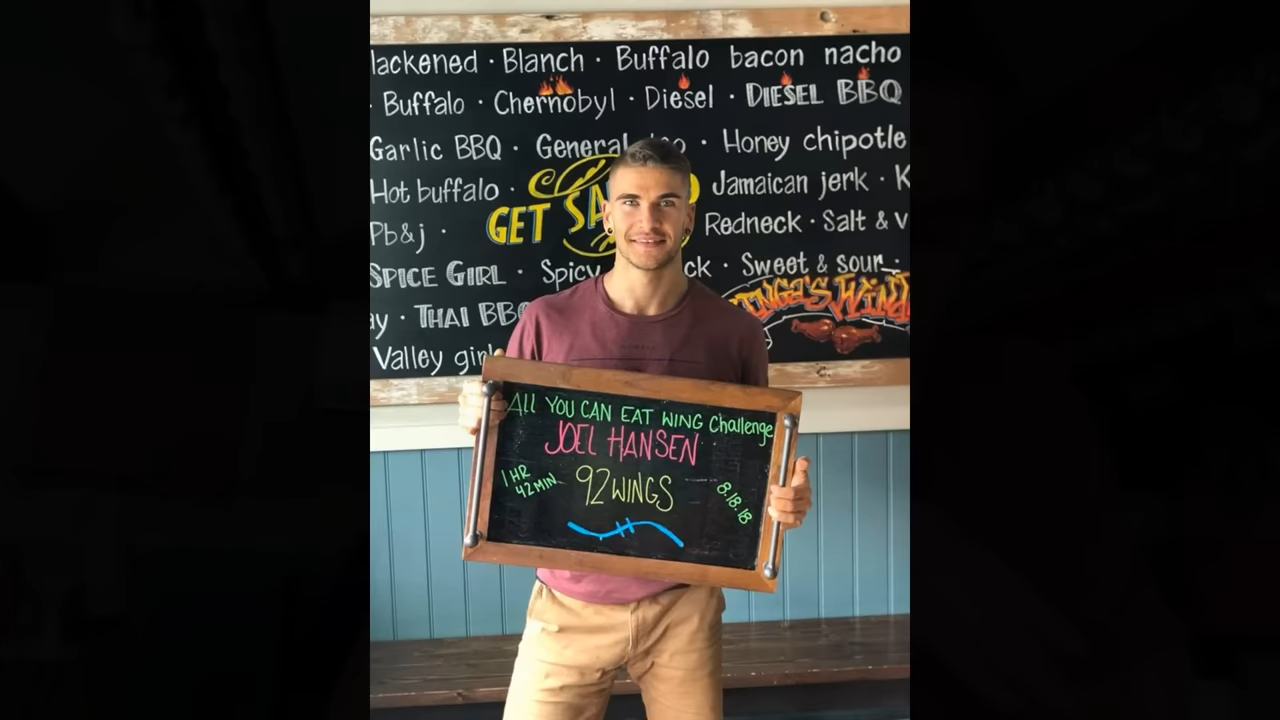 lackened · Blanch · Buffalo bacon nacho
· Buffalo · Chernobyl · Diesel · DIESEL BBQ
Garlic BBQ · General · Honey chipotle
Hot buffalo · Jamaican jerk · K
GET SA
Pb&j · Redneck · Salt & v
SPICE GIRL · Spicy ck · Sweet & sour ·
ay · THAI BBQ
Valley girl
ALL YOU CAN EAT WING Challenge
JOEL HANSEN
1 HR
42 MIN
92 WINGS
8.18.18